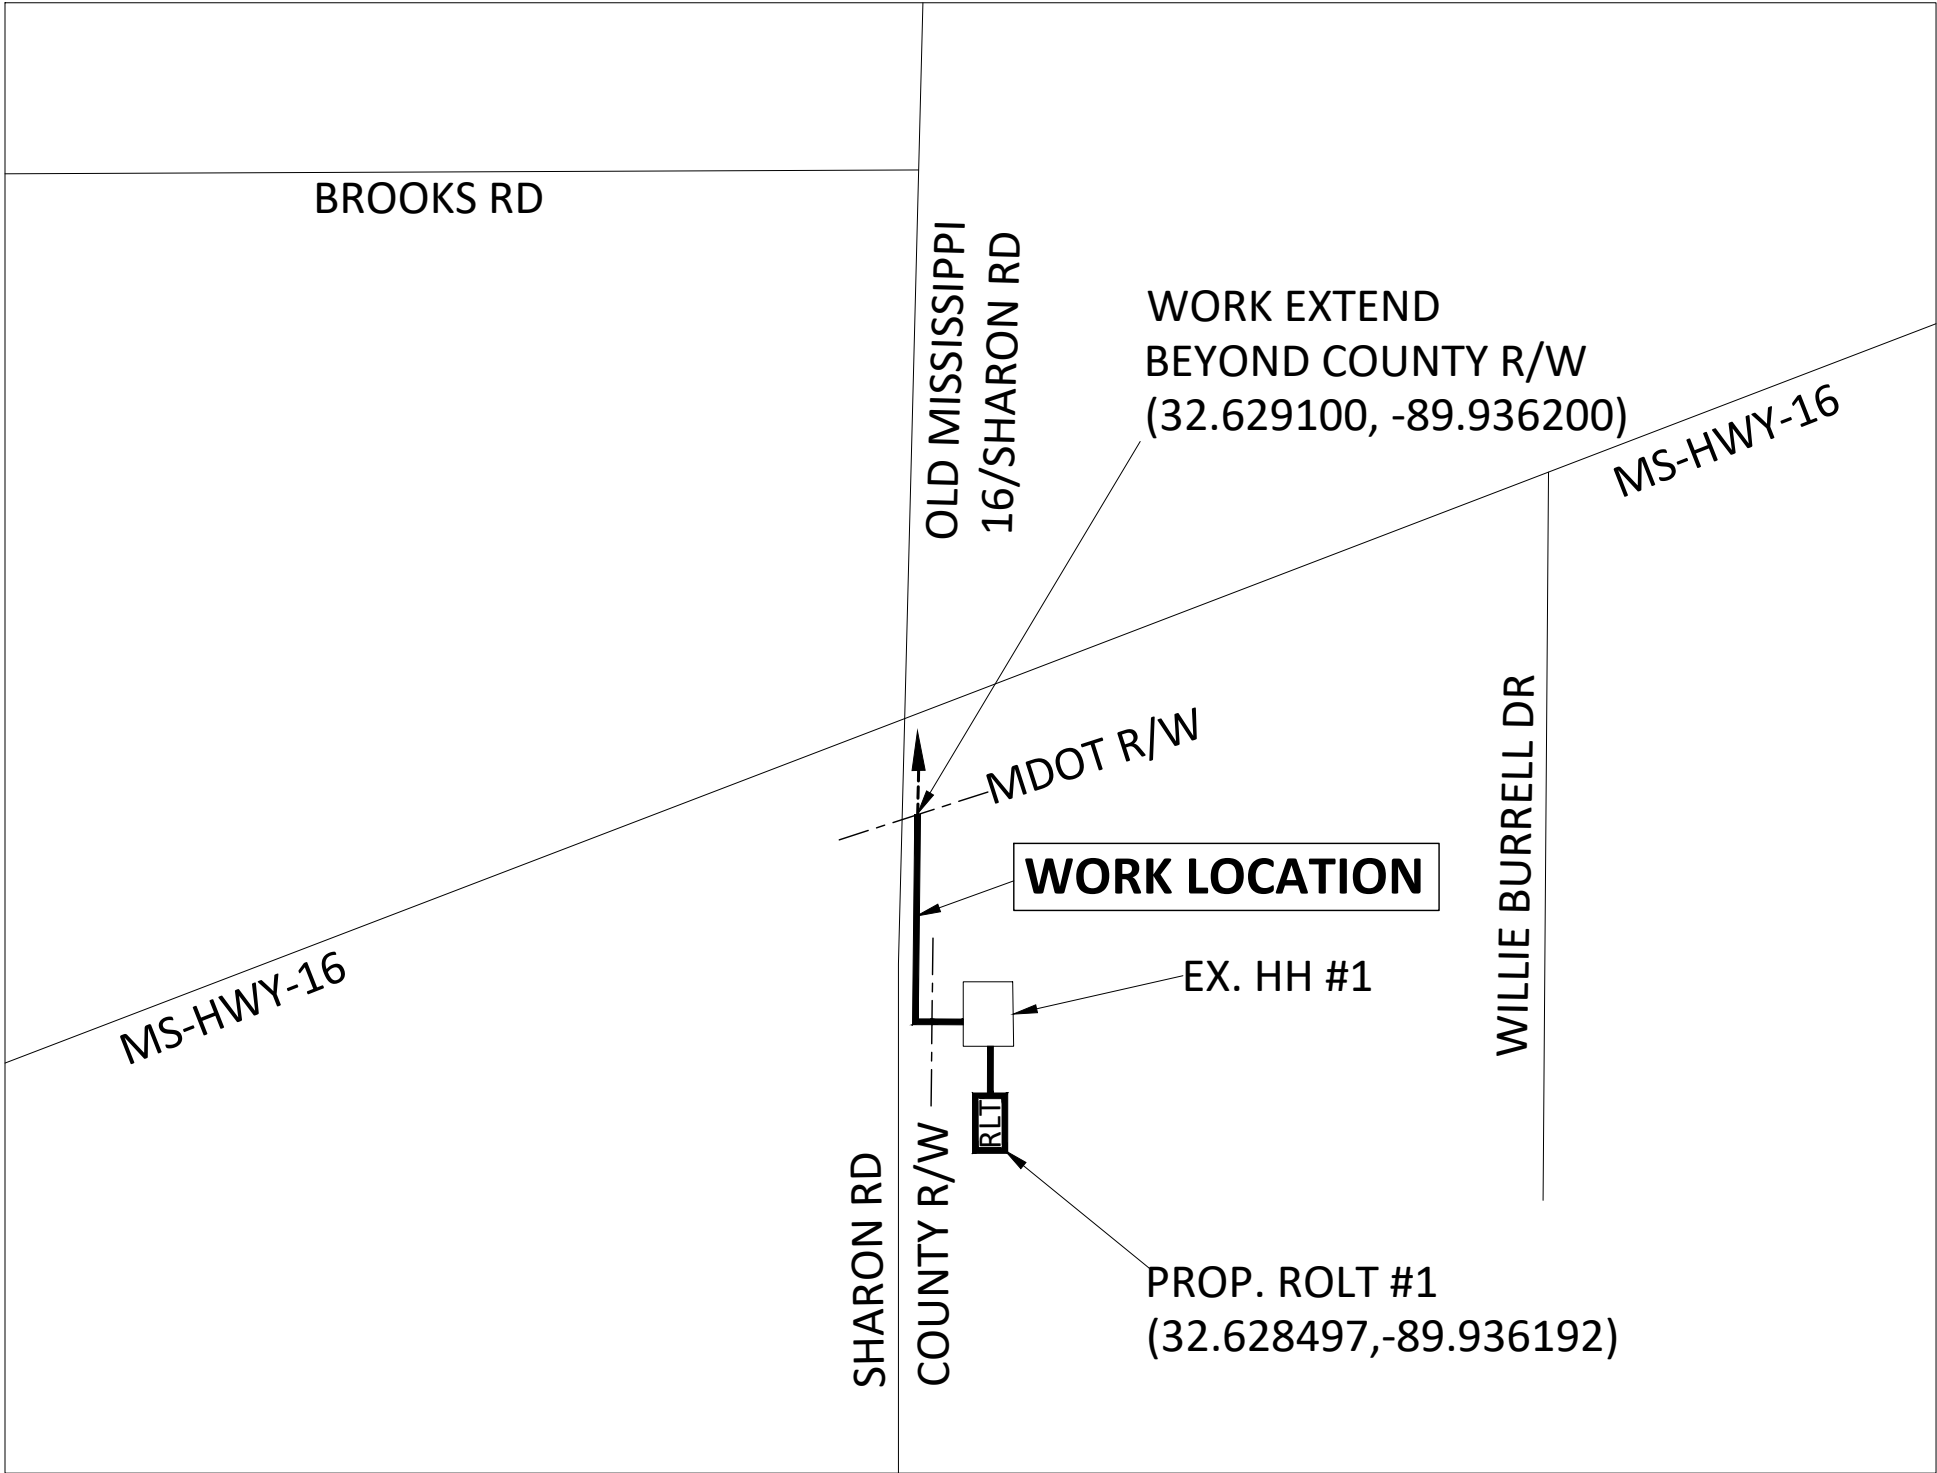 BROOKS RD
OLD MISSISSIPPI
16/SHARON RD
WORK EXTEND
BEYOND COUNTY R/W
(32.629100, -89.936200)
MS-HWY-16
MDOT R/W
WORK LOCATION
WILLIE BURRELL DR
EX. HH #1
MS-HWY-16
RLT
SHARON RD
COUNTY R/W
PROP. ROLT #1
(32.628497,-89.936192)